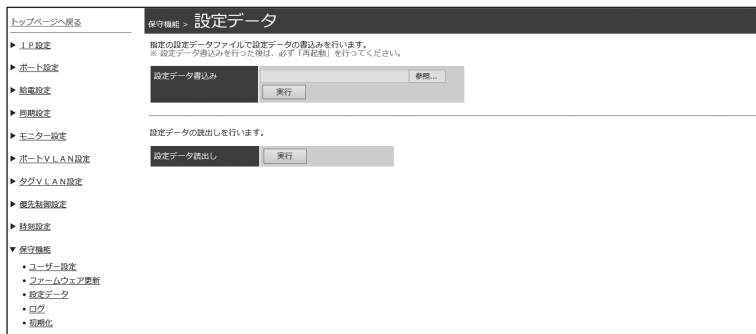 トップページへ戻る
▶ ＩＰ設定
▶ ポート設定
▶ 給電設定
▶ 同期設定
▶ モニター設定
▶ ポートＶＬＡＮ設定
▶ タグＶＬＡＮ設定
▶ 優先制御設定
▶ 時刻設定
▼ 保守機能
• ユーザー設定
• ファームウェア更新
• 設定データ
• ログ
• 初期化
保守機能 > 設定データ
指定の設定データファイルで設定データの書込みを行います。
※ 設定データ書込みを行った後は、必ず「再起動」を行ってください。
設定データ書込み 参照...
実行
設定データの読出しを行います。
設定データ読出し 実行